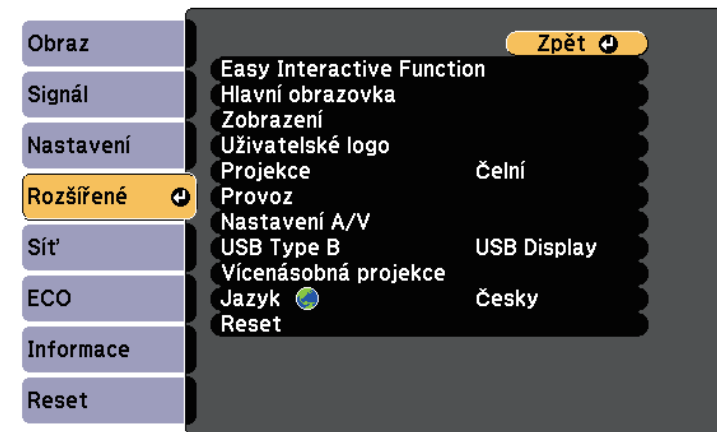 Obraz
Signál
Nastavení
Rozšířené
Síť
ECO
Informace
Reset
Zpět
Easy Interactive Function
Hlavní obrazovka
Zobrazení
Uživatelské logo
Projekce Čelní
Provoz
Nastavení A/V
USB Type B USB Display
Vícenásobná projekce
Jazyk Česky
Reset